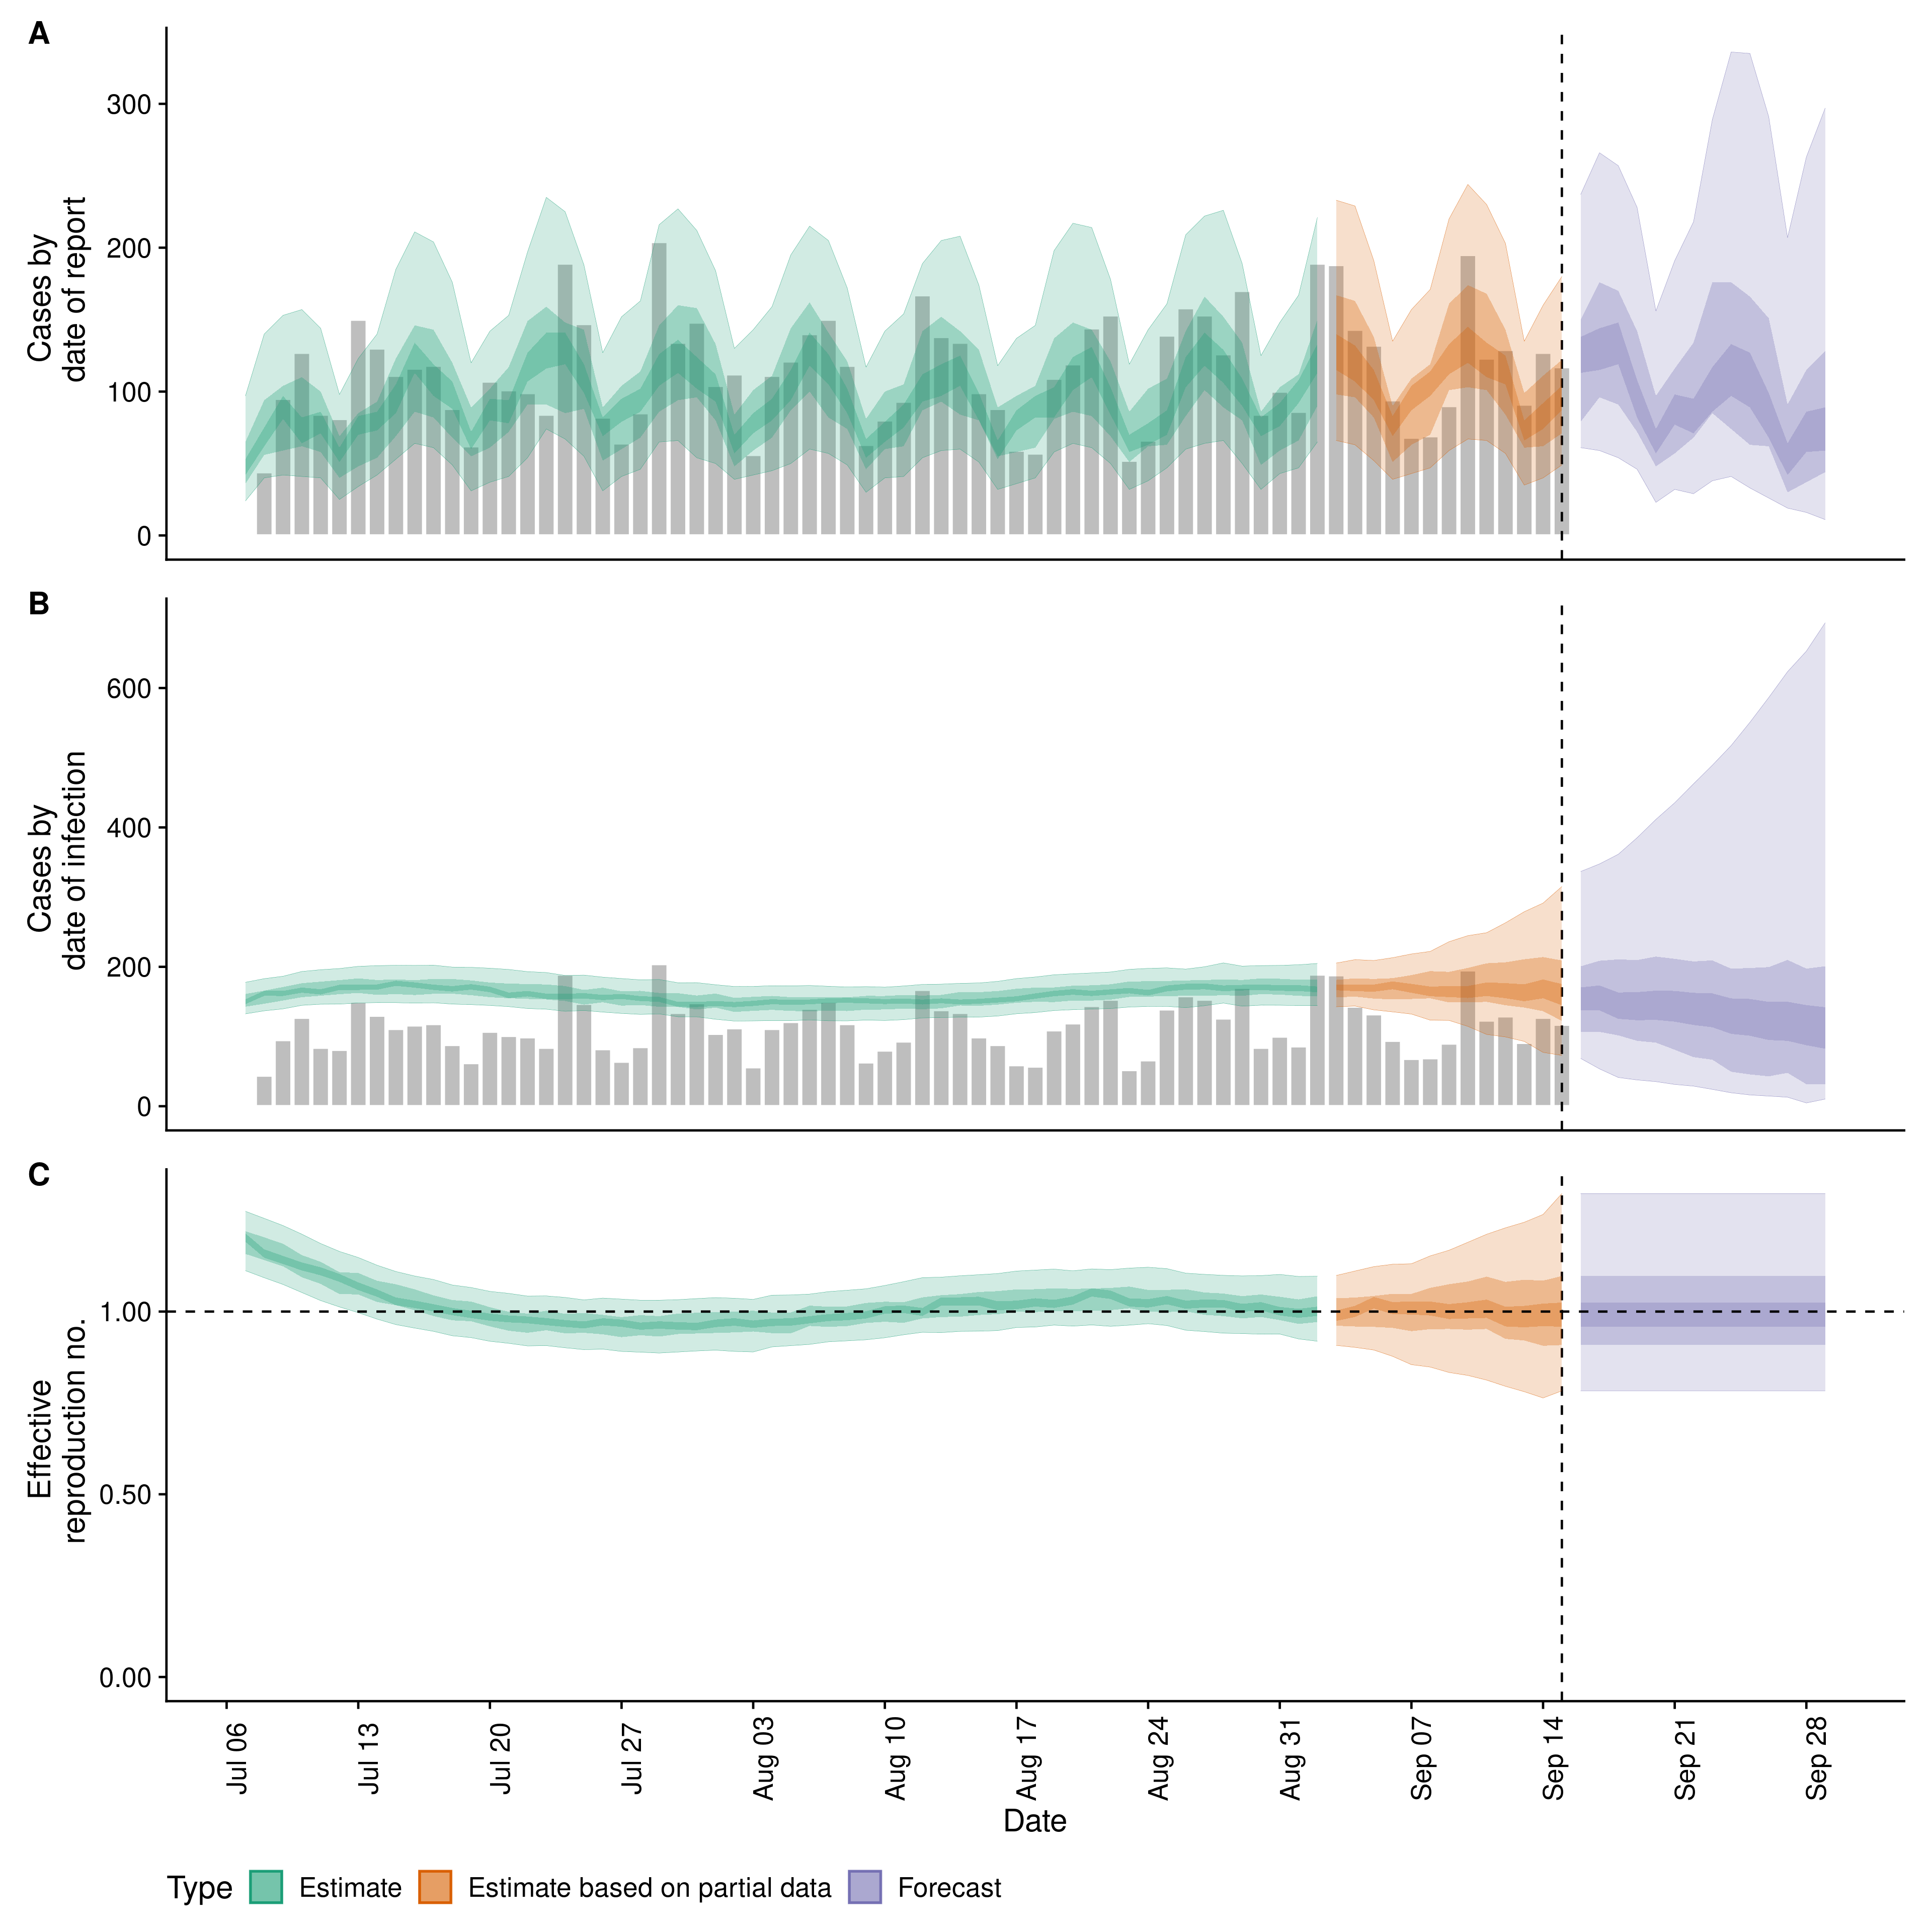 A
Cases by
date of report
300
200
100
0
B
Cases by
date of infection
600
400
200
0
C
Effective
reproduction no.
1.00
0.50
0.00
Jul 06
Jul 13
Jul 20
Jul 27
Aug 03
Aug 10
Aug 17
Aug 24
Aug 31
Sep 07
Sep 14
Sep 21
Sep 28
Date
Type Estimate Estimate based on partial data Forecast